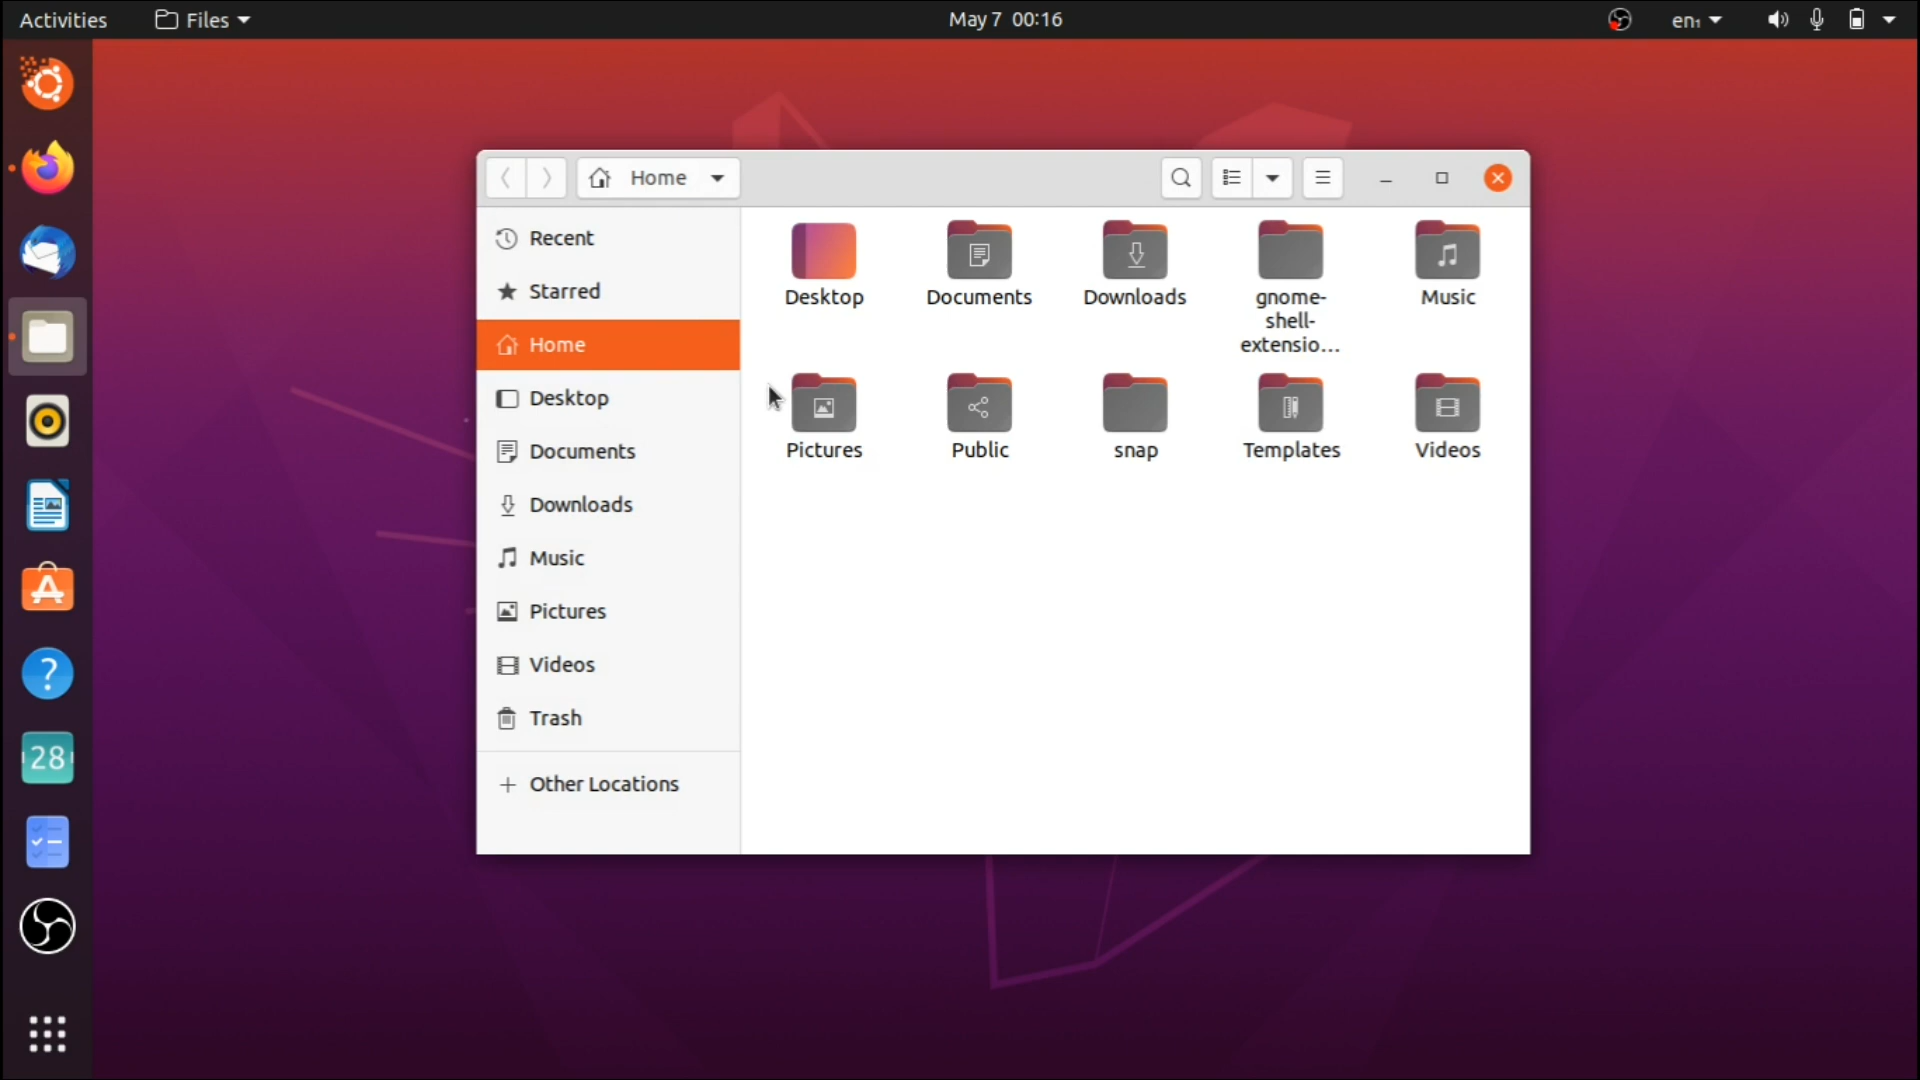 Activities
Files
May 7 00:16
en₁
Home
Recent
Starred
Home
Desktop
Documents
Downloads
Music
Pictures
Videos
Trash
Other Locations
Desktop
Documents
Downloads
gnome-
shell-
extensio...
Music
Pictures
Public
snap
Templates
Videos
A
?
28